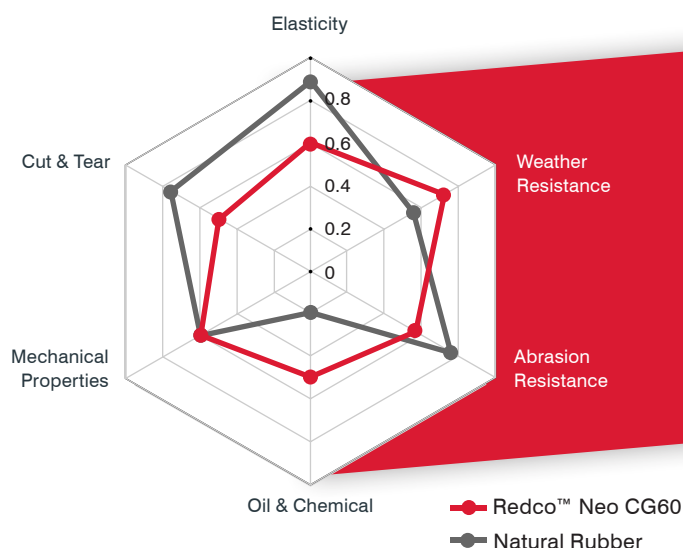 Elasticity
0.8
Cut & Tear
0.6
Weather
Resistance
0.4
0.2
0
Mechanical
Properties
Abrasion
Resistance
Oil & Chemical
Redco™ Neo CG60
Natural Rubber